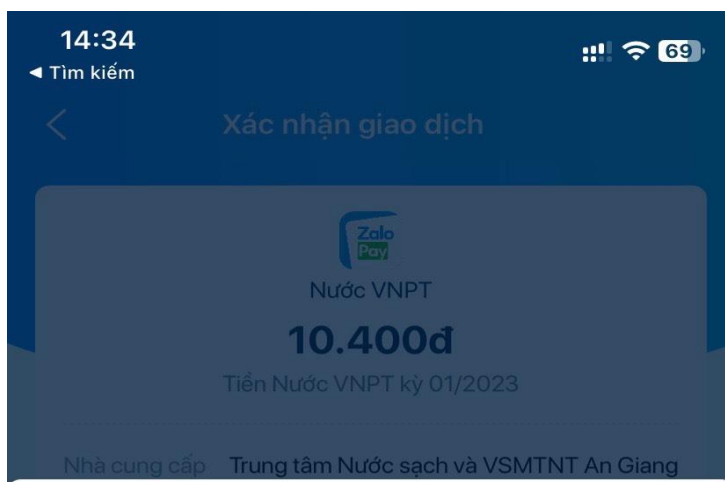 14:34
69
◀ Tìm kiếm
Xác nhận giao dịch
Zalo
Pay
Nước VNPT
10.400đ
Tiền Nước VNPT kỳ 01/2023
Nhà cung cấp Trung tâm Nước sạch và VSMTNT An Giang